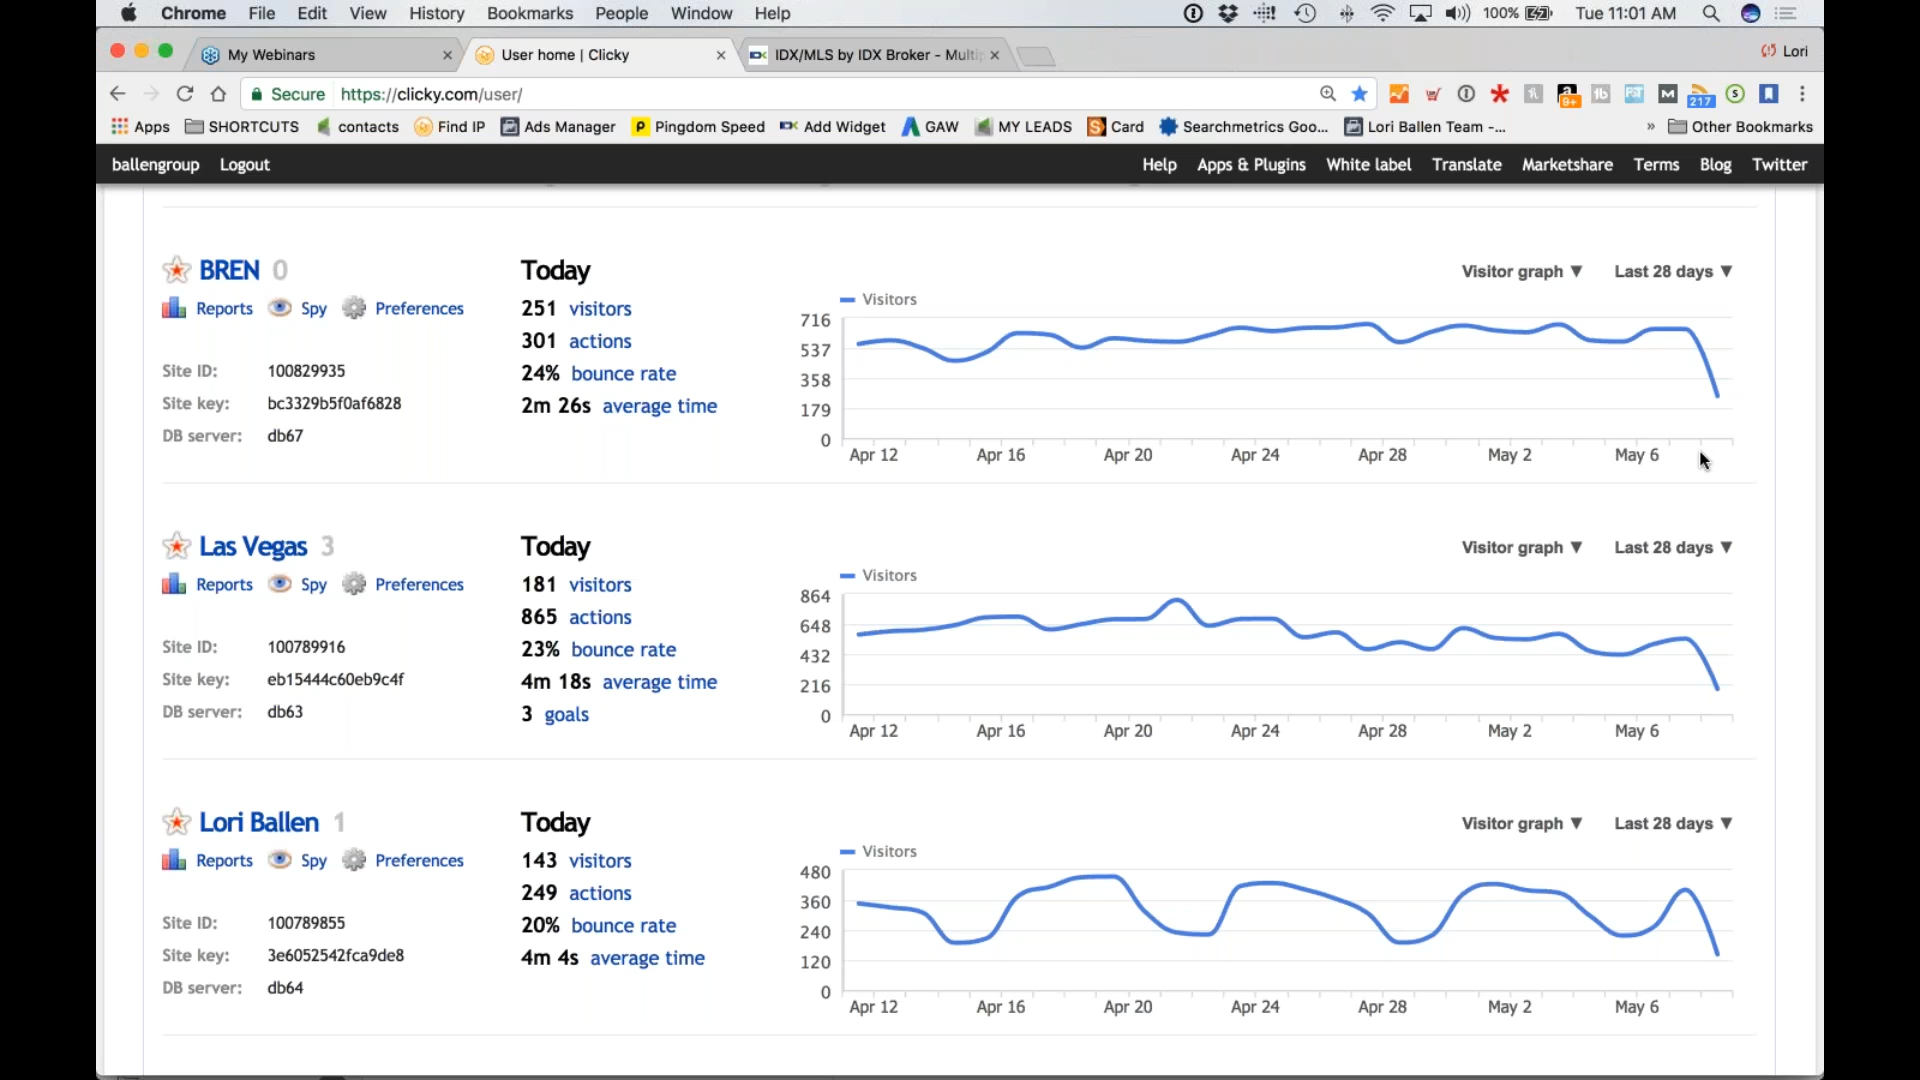 Chrome File Edit View History Bookmarks People Window Help 100% Tue 11:01 AM
My Webinars User home | Clicky IDX/MLS by IDX Broker - Multip Lori
Secure https://clicky.com/user/ 9+ 217
Apps SHORTCUTS contacts Find IP Ads Manager Pingdom Speed Add Widget GAW MY LEADS Card Searchmetrics Goo... Lori Ballen Team -... » Other Bookmarks
ballengroup Logout Help Apps & Plugins White label Translate Marketshare Terms Blog Twitter
BREN 0
Reports Spy Preferences
Site ID: 100829935
Site key: bc3329b5f0af6828
DB server: db67
Today
251 visitors
301 actions
24% bounce rate
2m 26s average time
Visitor graph ▼ Last 28 days ▼
Visitors
716
537
358
179
0
Apr 12 Apr 16 Apr 20 Apr 24 Apr 28 May 2 May 6
Las Vegas 3
Reports Spy Preferences
Site ID: 100789916
Site key: eb15444c60eb9c4f
DB server: db63
Today
181 visitors
865 actions
23% bounce rate
4m 18s average time
3 goals
Visitor graph ▼ Last 28 days ▼
Visitors
864
648
432
216
0
Apr 12 Apr 16 Apr 20 Apr 24 Apr 28 May 2 May 6
Lori Ballen 1
Reports Spy Preferences
Site ID: 100789855
Site key: 3e6052542fca9de8
DB server: db64
Today
143 visitors
249 actions
20% bounce rate
4m 4s average time
Visitor graph ▼ Last 28 days ▼
Visitors
480
360
240
120
0
Apr 12 Apr 16 Apr 20 Apr 24 Apr 28 May 2 May 6